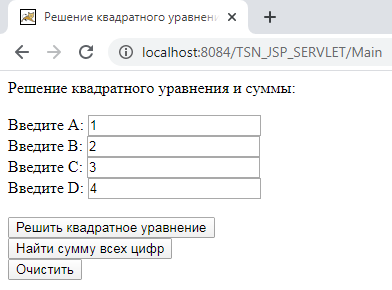 Решение квадратного уравнени
localhost:8084/TSN_JSP_SERVLET/Main
Решение квадратного уравнения и суммы:
Введите A: 1
Введите B: 2
Введите C: 3
Введите D: 4
Решить квадратное уравнение
Найти сумму всех цифр
Очистить